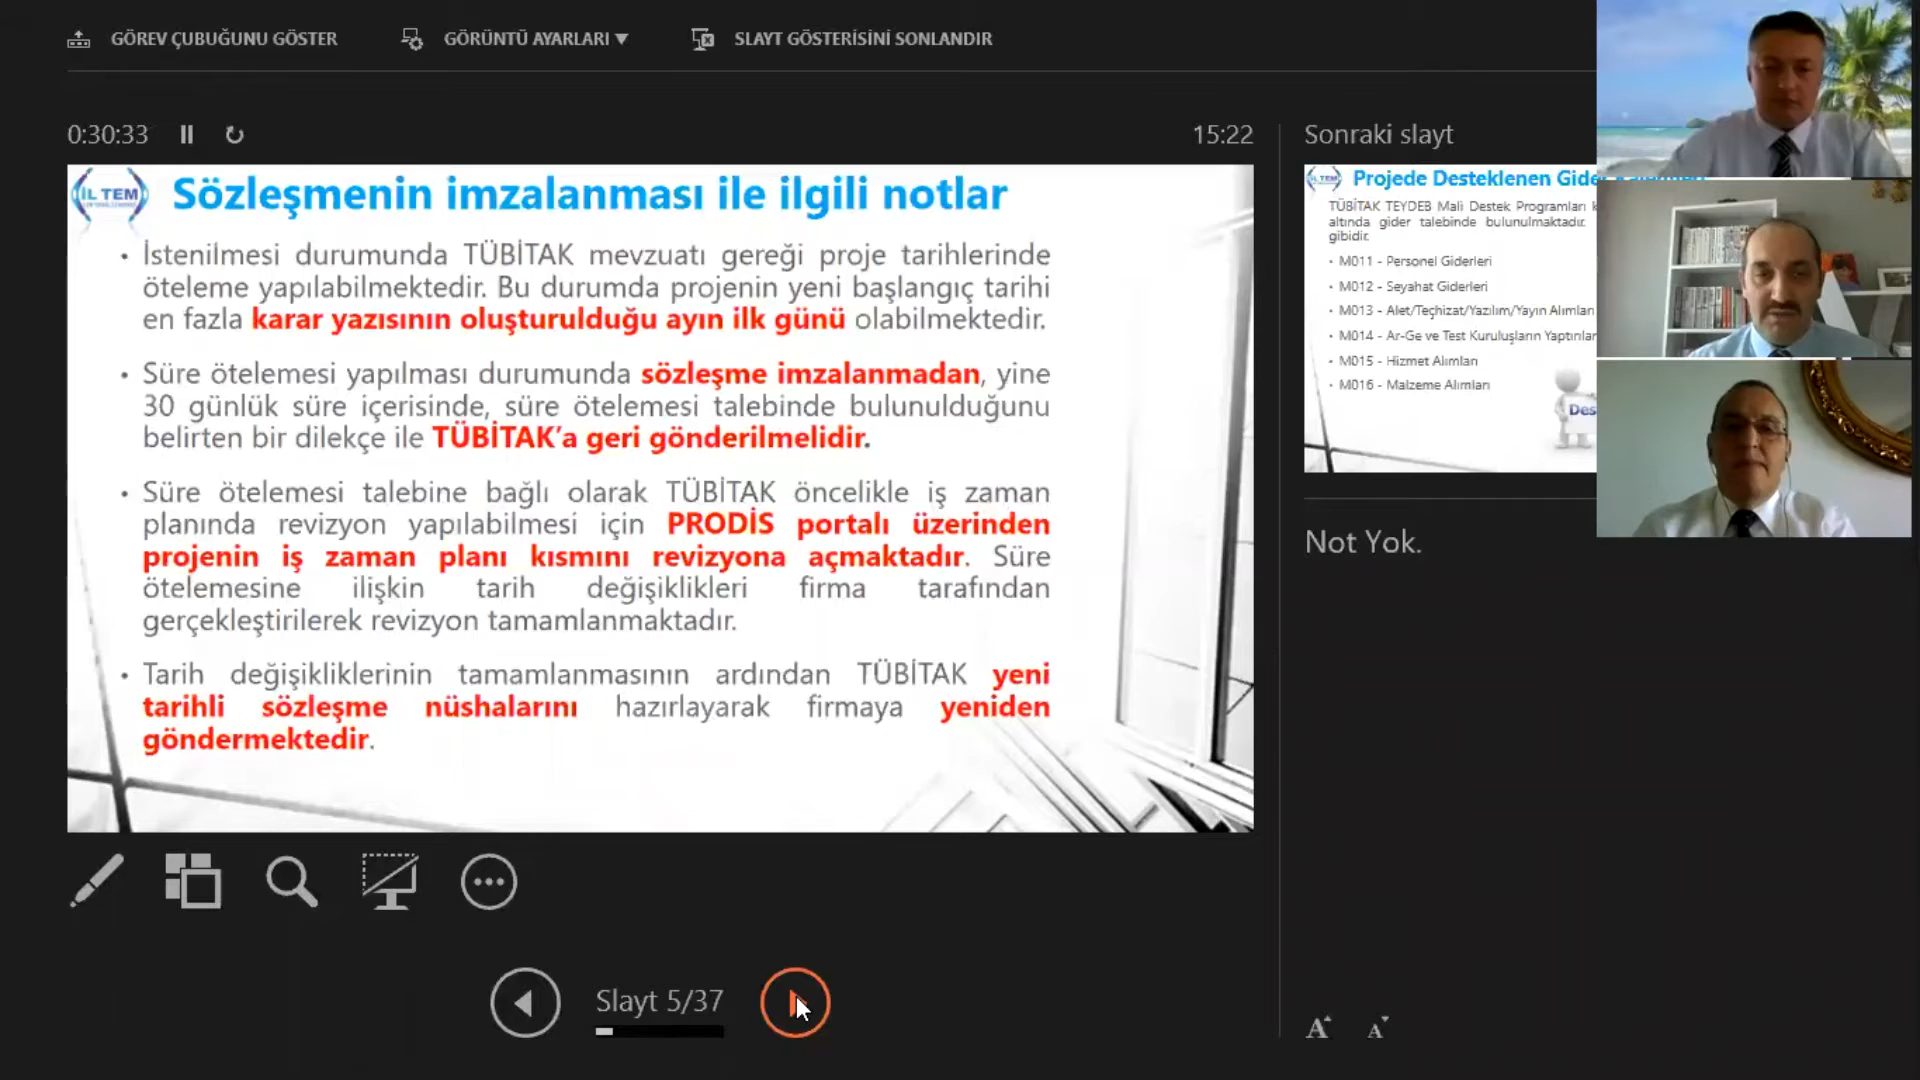 GÖREV ÇUBUĞUNU GÖSTER
GÖRÜNTÜ AYARLARI
SLAYT GÖSTERİSİNİ SONLANDIR
0:30:33
15:22
İL TEM
Sözleşmenin imzalanması ile ilgili notlar
• İstenilmesi durumunda TÜBİTAK mevzuatı gereği proje tarihlerinde
öteleme yapılabilmektedir. Bu durumda projenin yeni başlangıç tarihi
en fazla karar yazısının oluşturulduğu ayın ilk günü olabilmektedir.
• Süre ötelemesi yapılması durumunda sözleşme imzalanmadan, yine
30 günlük süre içerisinde, süre ötelemesi talebinde bulunulduğunu
belirten bir dilekçe ile TÜBİTAK’a geri gönderilmelidir.
• Süre ötelemesi talebine bağlı olarak TÜBİTAK öncelikle iş zaman
planında revizyon yapılabilmesi için PRODİS portalı üzerinden
projenin iş zaman planı kısmını revizyona açmaktadır. Süre
ötelemesine ilişkin tarih değişiklikleri firma tarafından
gerçekleştirilerek revizyon tamamlanmaktadır.
• Tarih değişikliklerinin tamamlanmasının ardından TÜBİTAK yeni
tarihli sözleşme nüshalarını hazırlayarak firmaya yeniden
göndermektedir.
Slayt 5/37
Sonraki slayt
İL TEM
Projede Desteklenen Gider
TÜBİTAK TEYDEB Mali Destek Programları
altında gider talebinde bulunulmaktadır.
gibidir.
• M011 - Personel Giderleri
• M012 - Seyahat Giderleri
• M013 - Alet/Teçhizat/Yazılım/Yayın Alımları
• M014 - Ar-Ge ve Test Kuruluşların Yaptırılan
• M015 - Hizmet Alımları
• M016 - Malzeme Alımları
Des
Not Yok.
A A